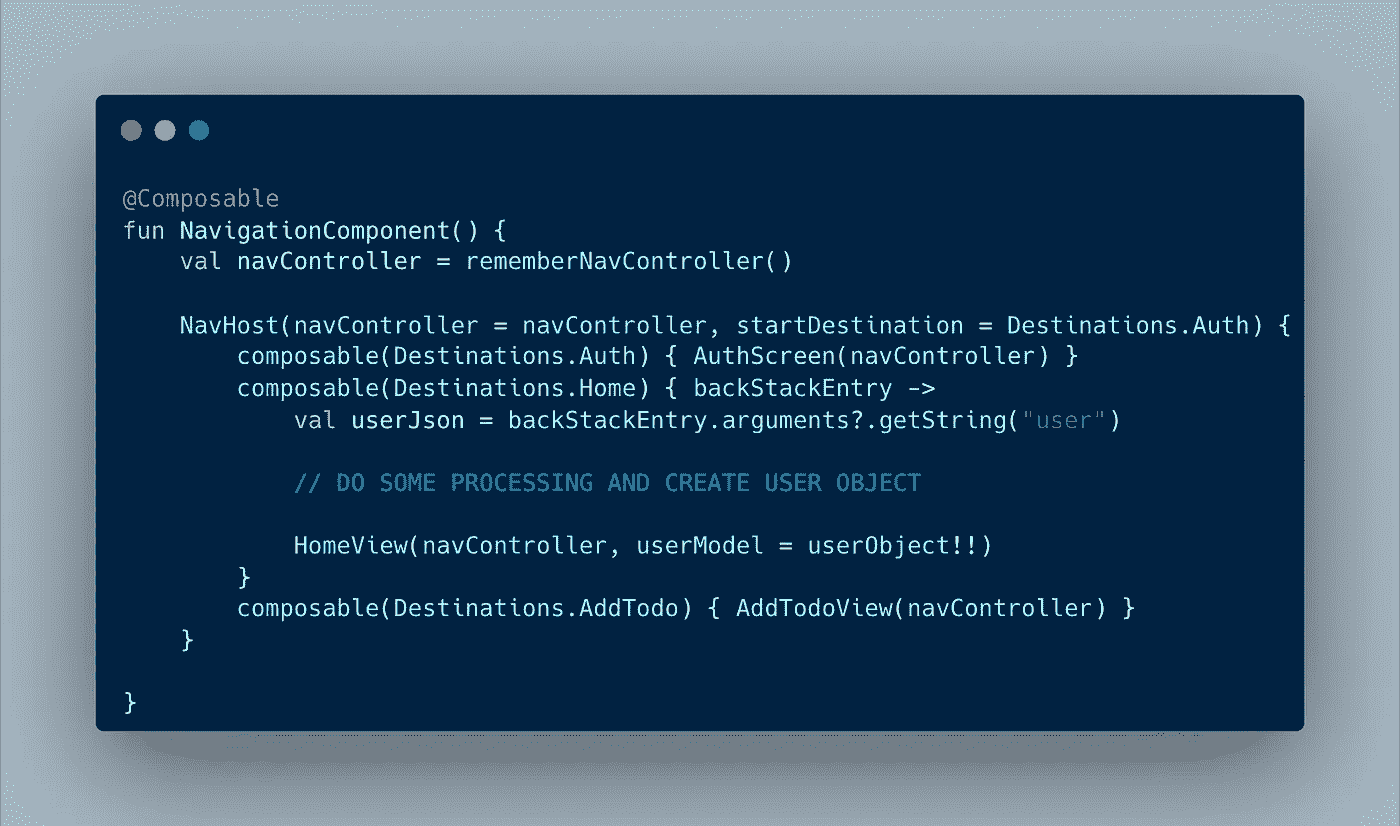 @Composable
fun NavigationComponent() {
    val navController = rememberNavController()

    NavHost(navController = navController, startDestination = Destinations.Auth) {
        composable(Destinations.Auth) { AuthScreen(navController) }
        composable(Destinations.Home) { backStackEntry ->
            val userJson = backStackEntry.arguments?.getString("user")

            // DO SOME PROCESSING AND CREATE USER OBJECT

            HomeView(navController, userModel = userObject!!)
        }
        composable(Destinations.AddTodo) { AddTodoView(navController) }
    }

}